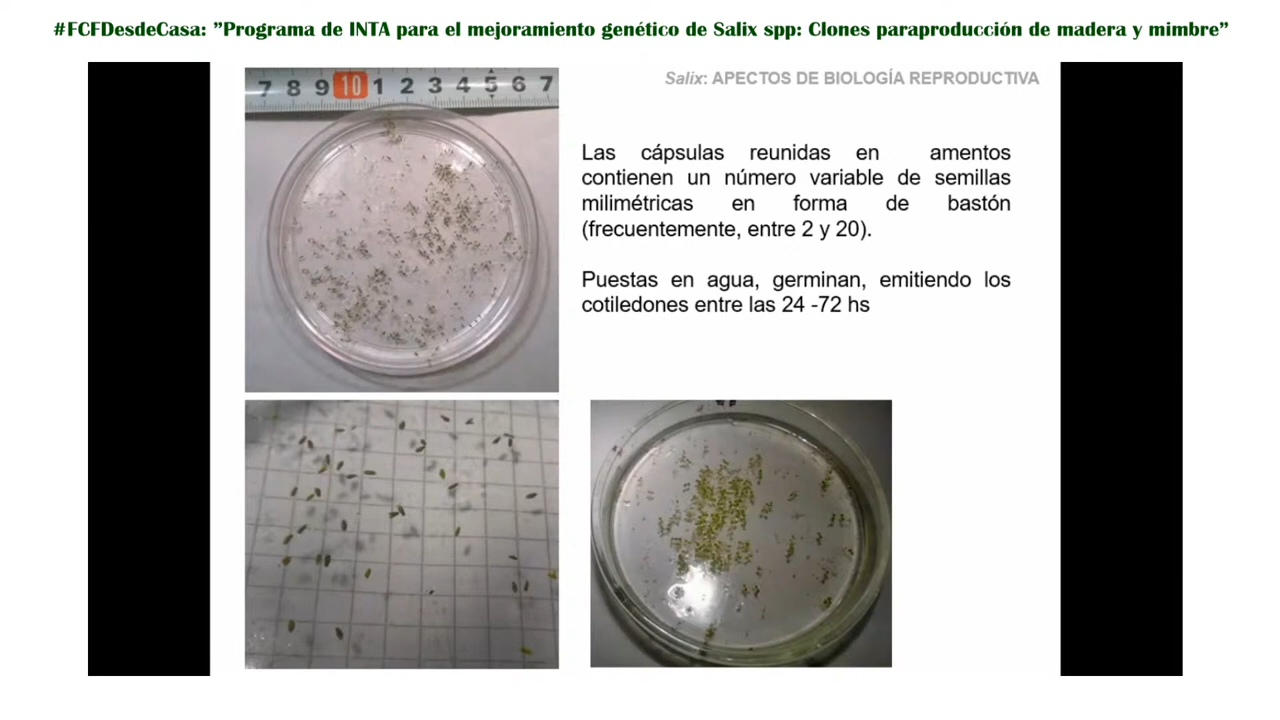 #FCFDesdeCasa: ”Programa de INTA para el mejoramiento genético de Salix spp: Clones paraproducción de madera y mimbre”
7 8 9 10 1 2 3 4 5 6 7
Salix: APECTOS DE BIOLOGÍA REPRODUCTIVA
Las cápsulas reunidas en amentos
contienen un número variable de semillas
milimétricas en forma de bastón
(frecuentemente, entre 2 y 20).
Puestas en agua, germinan, emitiendo los
cotiledones entre las 24 -72 hs